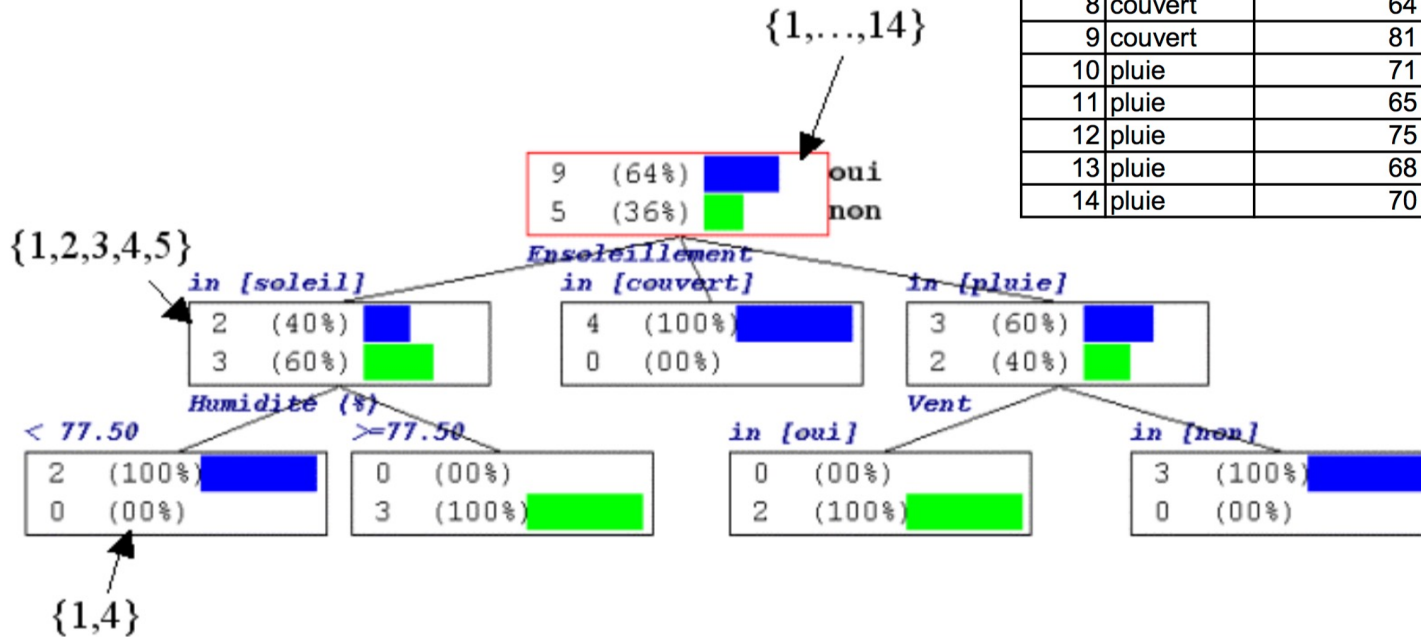 {1,...,14}
8 couvert 64
9 couvert 81
10 pluie 71
11 pluie 65
12 pluie 75
13 pluie 68
14 pluie 70
9 (64%) oui
5 (36%) non
{1,2,3,4,5}
Ensoleillement
in [soleil] in [couvert] in [pluie]
2 (40%) 4 (100%) 3 (60%)
3 (60%) 0 (00%) 2 (40%)
Humidité (%) Vent
< 77.50 >=77.50 in [oui] in [non]
2 (100%) 0 (00%) 0 (00%) 3 (100%)
0 (00%) 3 (100%) 2 (100%) 0 (00%)
{1,4}